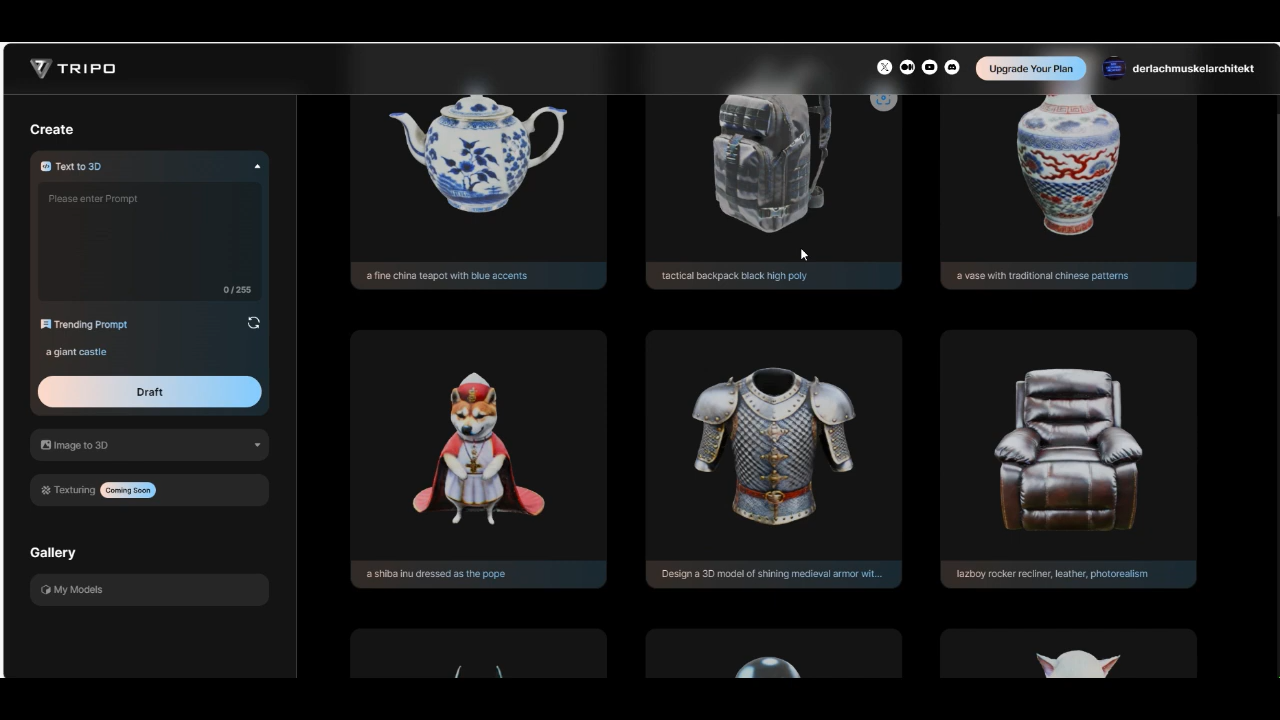 TRIPO
Upgrade Your Plan
derlachmuskelarchitekt
Create
Text to 3D
Please enter Prompt
0 / 255
Trending Prompt
a giant castle
Draft
Image to 3D
Texturing
Coming Soon
Gallery
My Models
a fine china teapot with blue accents
tactical backpack black high poly
a vase with traditional chinese patterns
a shiba inu dressed as the pope
Design a 3D model of shining medieval armor wit...
lazboy rocker recliner, leather, photorealism